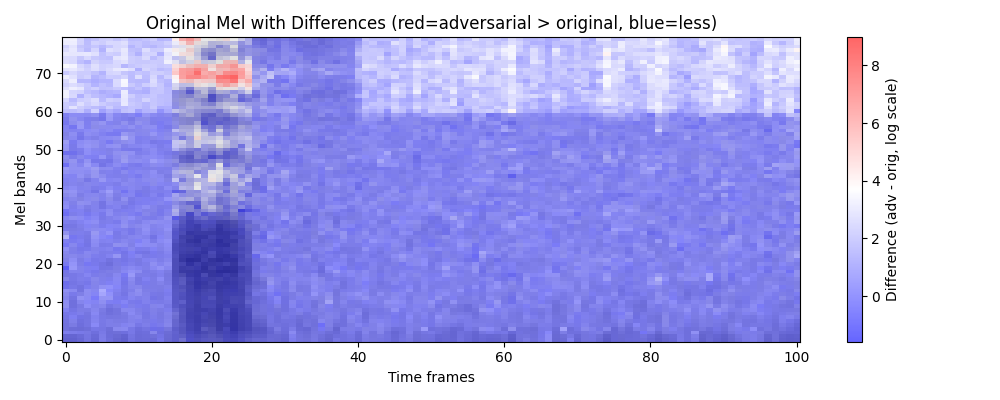 Original Mel with Differences (red=adversarial > original, blue=less)
Mel bands
70
60
50
40
30
20
10
0
0 20 40 60 80 100
Time frames
8
6
4
2
0
Difference (adv - orig, log scale)